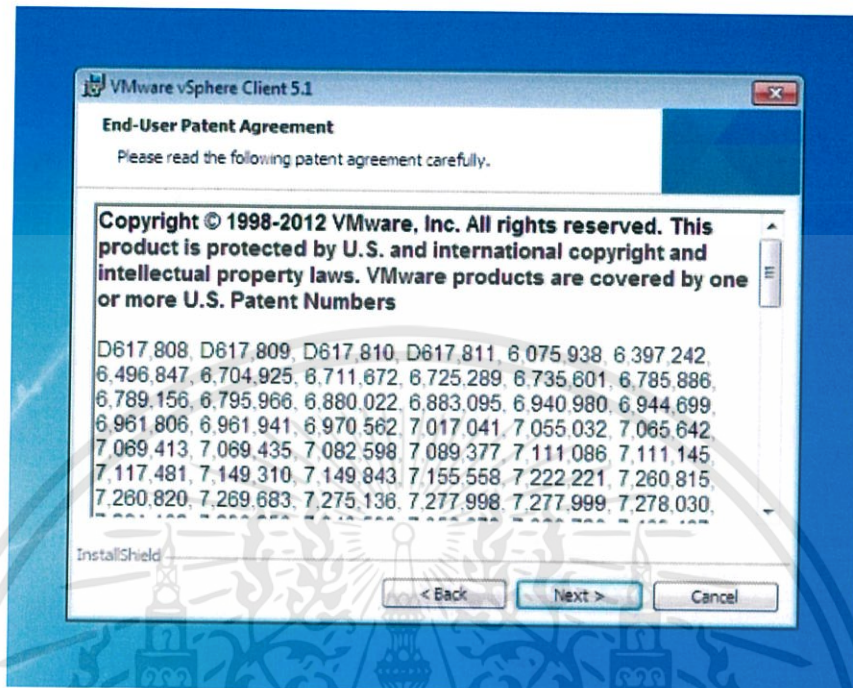 VMware vSphere Client 5.1
End-User Patent Agreement
Please read the following patent agreement carefully.
Copyright © 1998-2012 VMware, Inc. All rights reserved. This
product is protected by U.S. and international copyright and
intellectual property laws. VMware products are covered by one
or more U.S. Patent Numbers
D617,808, D617,809, D617,810, D617,811, 6,075,938, 6,397,242,
6,496,847, 6,704,925, 6,711,672, 6,725,289, 6,735,601, 6,785,886,
6,789,156, 6,795,966, 6,880,022, 6,883,095, 6,940,980, 6,944,699,
6,961,806, 6,961,941, 6,970,562, 7,017,041, 7,055,032, 7,065,642,
7,069,413, 7,069,435, 7,082,598, 7,089,377, 7,111,086, 7,111,145,
7,117,481, 7,149,310, 7,149,843, 7,155,558, 7,222,221, 7,260,815,
7,260,820, 7,269,683, 7,275,136, 7,277,998, 7,277,999, 7,278,030,
InstallShield
< Back
Next >
Cancel